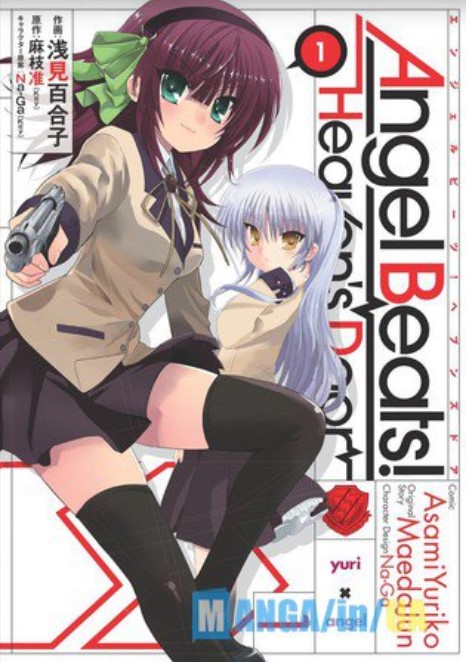 作画:浅見百合子
原作:麻枝准(Key)
キャラクター原案:Na-Ga(Key)
1
エンジェルビーツ!ヘブンズドア
Angel Beats!
Heaven's Door
Comic
Asami Yuriko
Original Story
Maeda Jun
Character Design Na-Ga
yuri
×
angel
MANGA/in/UA